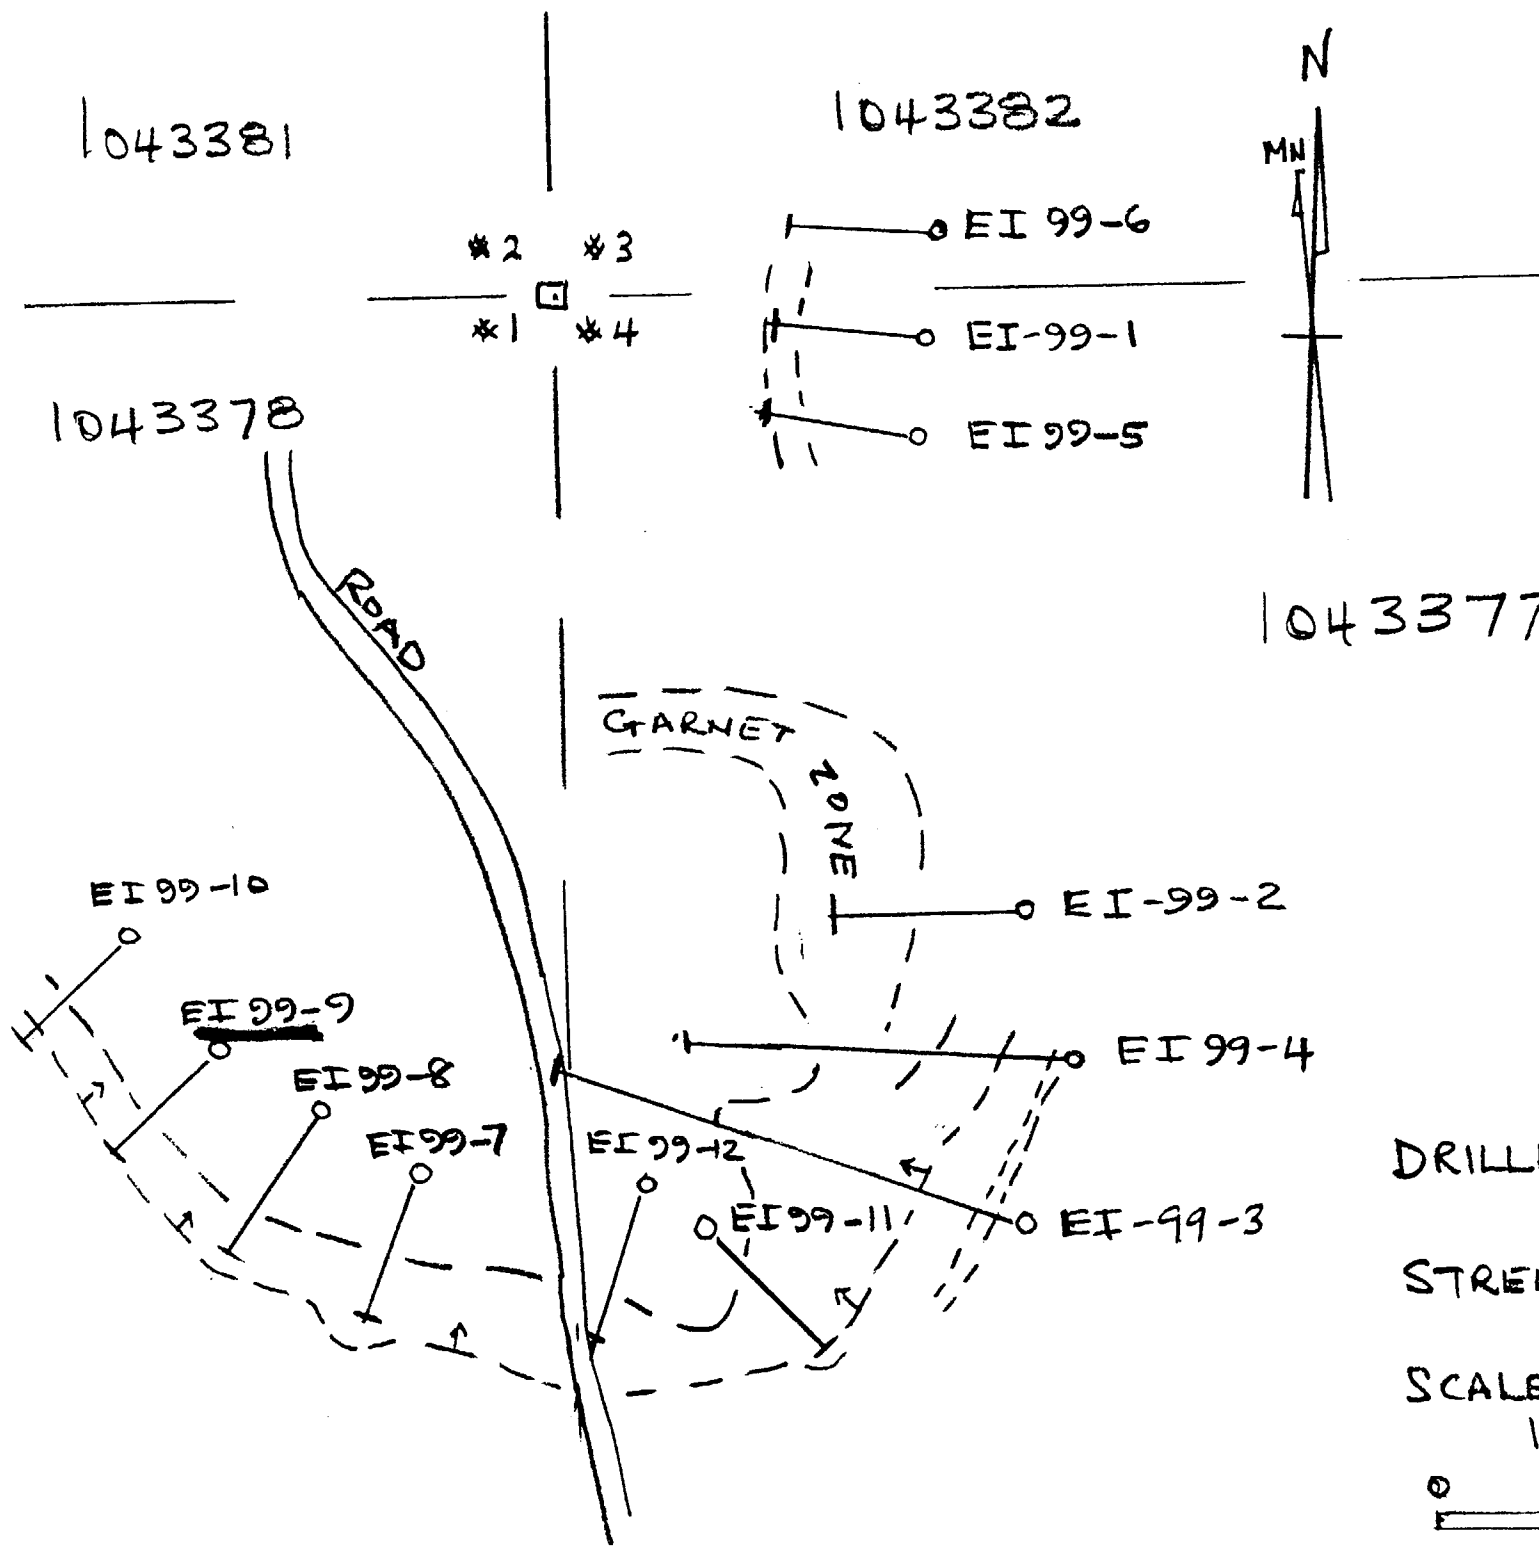 N
1043381
1043382
MN
EI 99-6
*2 *3
*1 *4
EI-99-1
1043378
EI 99-5
ROAD
1043377
GARNET
ZONE
EI 99-10
EI-99-2
EI 99-9
EI 99-8
EI 99-4
EI 99-7
EI 99-12
EI 99-11
EI-99-3
DRILL
STRE
SCALE
1
0